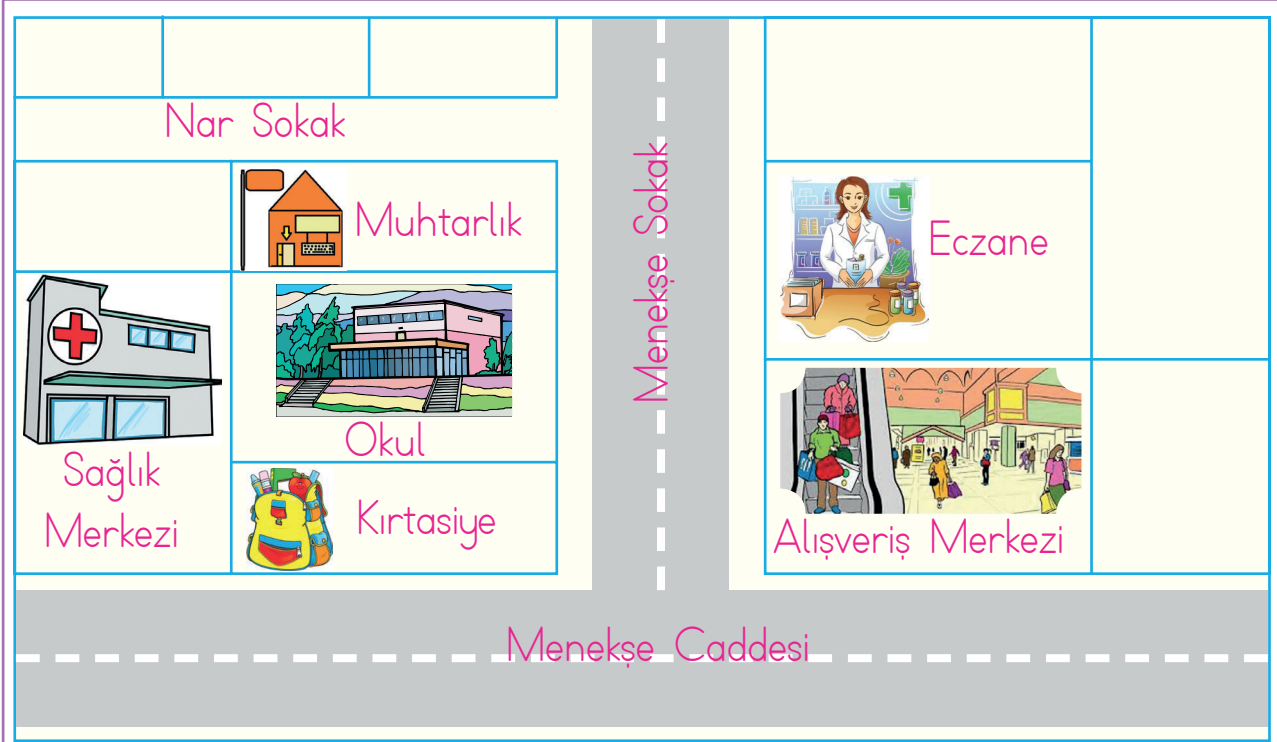 Nar Sokak
Muhtarlık
Menekşe Sokak
Eczane
Okul
Sağlık
Merkezi
Kırtasiye
Alışveriş Merkezi
Menekşe Caddesi